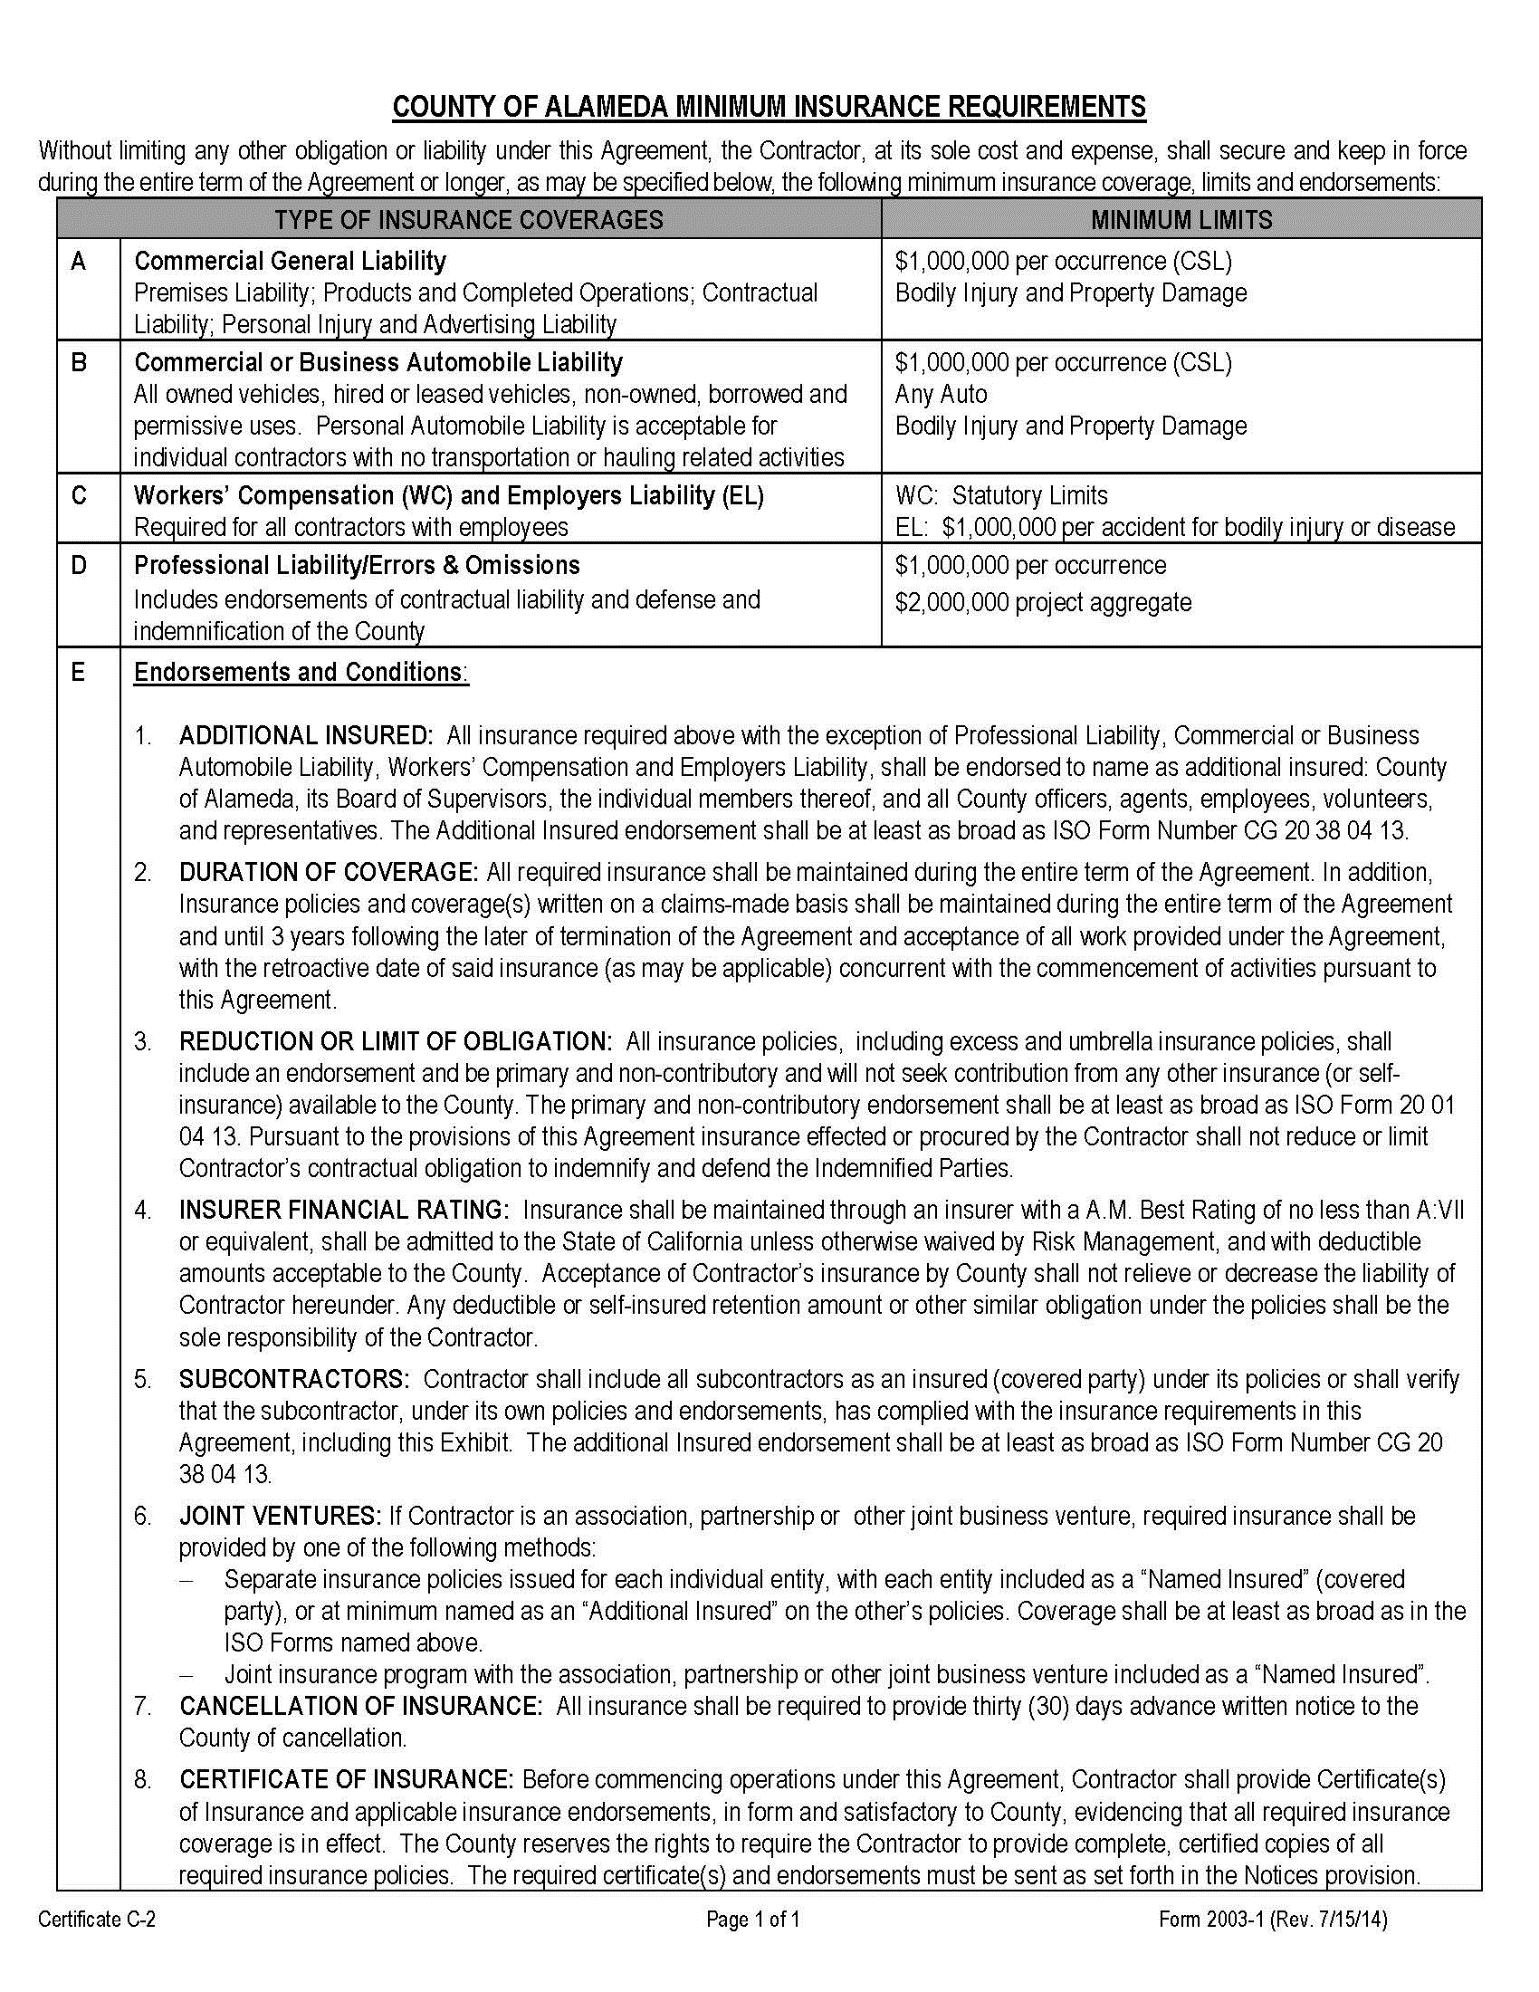 COUNTY OF ALAMEDA MINIMUM INSURANCE REQUIREMENTS
Without limiting any other obligation or liability under this Agreement, the Contractor, at its sole cost and expense, shall secure and keep in force
during the entire term of the Agreement or longer, as may be specified below, the following minimum insurance coverage, limits and endorsements:
TYPE OF INSURANCE COVERAGES MINIMUM LIMITS
A Commercial General Liability $1,000,000 per occurrence (CSL)
Premises Liability; Products and Completed Operations; Contractual Bodily Injury and Property Damage
Liability; Personal Injury and Advertising Liability
B Commercial or Business Automobile Liability $1,000,000 per occurrence (CSL)
All owned vehicles, hired or leased vehicles, non-owned, borrowed and Any Auto
permissive uses. Personal Automobile Liability is acceptable for Bodily Injury and Property Damage
individual contractors with no transportation or hauling related activities
C Workers' Compensation (WC) and Employers Liability (EL) WC: Statutory Limits
Required for all contractors with employees EL: $1,000,000 per accident for bodily injury or disease
D Professional Liability/Errors & Omissions $1,000,000 per occurrence
Includes endorsements of contractual liability and defense and $2,000,000 project aggregate
indemnification of the County
E Endorsements and Conditions:
1. ADDITIONAL INSURED: All insurance required above with the exception of Professional Liability, Commercial or Business
Automobile Liability, Workers' Compensation and Employers Liability, shall be endorsed to name as additional insured: County
of Alameda, its Board of Supervisors, the individual members thereof, and all County officers, agents, employees, volunteers,
and representatives. The Additional Insured endorsement shall be at least as broad as ISO Form Number CG 20 38 04 13.
2. DURATION OF COVERAGE: All required insurance shall be maintained during the entire term of the Agreement. In addition,
Insurance policies and coverage(s) written on a claims-made basis shall be maintained during the entire term of the Agreement
and until 3 years following the later of termination of the Agreement and acceptance of all work provided under the Agreement,
with the retroactive date of said insurance (as may be applicable) concurrent with the commencement of activities pursuant to
this Agreement.
3. REDUCTION OR LIMIT OF OBLIGATION: All insurance policies, including excess and umbrella insurance policies, shall
include an endorsement and be primary and non-contributory and will not seek contribution from any other insurance (or self-
insurance) available to the County. The primary and non-contributory endorsement shall be at least as broad as ISO Form 20 01
04 13. Pursuant to the provisions of this Agreement insurance effected or procured by the Contractor shall not reduce or limit
Contractor's contractual obligation to indemnify and defend the Indemnified Parties.
4. INSURER FINANCIAL RATING: Insurance shall be maintained through an insurer with a A.M. Best Rating of no less than A:VII
or equivalent, shall be admitted to the State of California unless otherwise waived by Risk Management, and with deductible
amounts acceptable to the County. Acceptance of Contractor's insurance by County shall not relieve or decrease the liability of
Contractor hereunder. Any deductible or self-insured retention amount or other similar obligation under the policies shall be the
sole responsibility of the Contractor.
5. SUBCONTRACTORS: Contractor shall include all subcontractors as an insured (covered party) under its policies or shall verify
that the subcontractor, under its own policies and endorsements, has complied with the insurance requirements in this
Agreement, including this Exhibit. The additional Insured endorsement shall be at least as broad as ISO Form Number CG 20
38 04 13.
6. JOINT VENTURES: If Contractor is an association, partnership or other joint business venture, required insurance shall be
provided by one of the following methods:
– Separate insurance policies issued for each individual entity, with each entity included as a “Named Insured” (covered
party), or at minimum named as an “Additional Insured” on the other's policies. Coverage shall be at least as broad as in the
ISO Forms named above.
– Joint insurance program with the association, partnership or other joint business venture included as a “Named Insured”.
7. CANCELLATION OF INSURANCE: All insurance shall be required to provide thirty (30) days advance written notice to the
County of cancellation.
8. CERTIFICATE OF INSURANCE: Before commencing operations under this Agreement, Contractor shall provide Certificate(s)
of Insurance and applicable insurance endorsements, in form and satisfactory to County, evidencing that all required insurance
coverage is in effect. The County reserves the rights to require the Contractor to provide complete, certified copies of all
required insurance policies. The required certificate(s) and endorsements must be sent as set forth in the Notices provision.
Certificate C-2 Page 1 of 1 Form 2003-1 (Rev. 7/15/14)